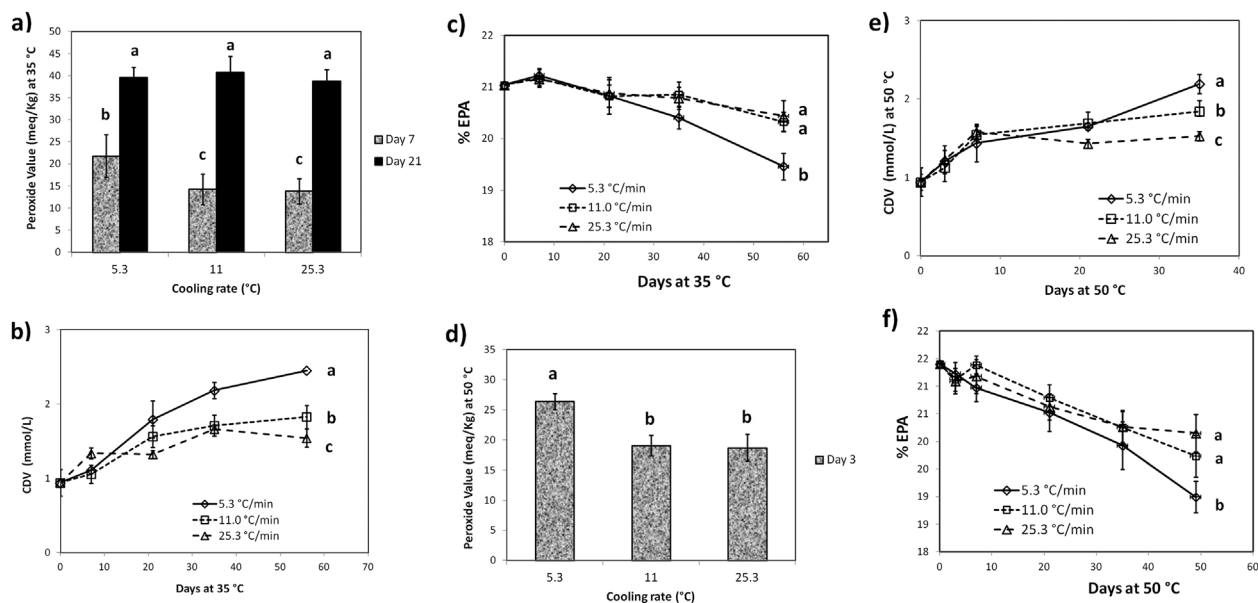 a)
Peroxide Value (meq/Kg) at 35 °C
50
45
40
35
30
25
20
15
10
5
0
a
a
a
b
c
c
5.3
11
25.3
Cooling rate (°C)
Day 7
Day 21
b)
CDV (mmol/L)
3
2
1
0
a
b
c
5.3 °C/min
11.0 °C/min
25.3 °C/min
0 10 20 30 40 50 60 70
Days at 35 °C
c)
% EPA
22
21
20
19
18
a
a
b
5.3 °C/min
11.0 °C/min
25.3 °C/min
0 10 20 30 40 50 60
Days at 35 °C
d)
Peroxide Value (meq/Kg) at 50 °C
35
30
25
20
15
10
5
0
a
b
b
5.3
11
25.3
Cooling rate (°C)
Day 3
e)
CDV (mmol/L) at 50 °C
3
2
1
0
a
b
c
5.3 °C/min
11.0 °C/min
25.3 °C/min
0 10 20 30 40
Days at 50 °C
f)
% EPA
22
22
21
21
20
20
19
19
18
a
a
b
5.3 °C/min
11.0 °C/min
25.3 °C/min
0 10 20 30 40 50 60
Days at 50 °C